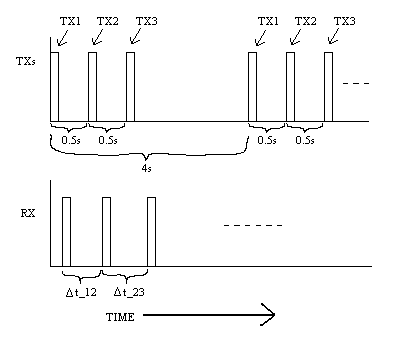 TX1 TX2 TX3 TX1 TX2 TX3
TXs
0.5s 0.5s 0.5s 0.5s
4s
RX
Δt_12 Δt_23
TIME